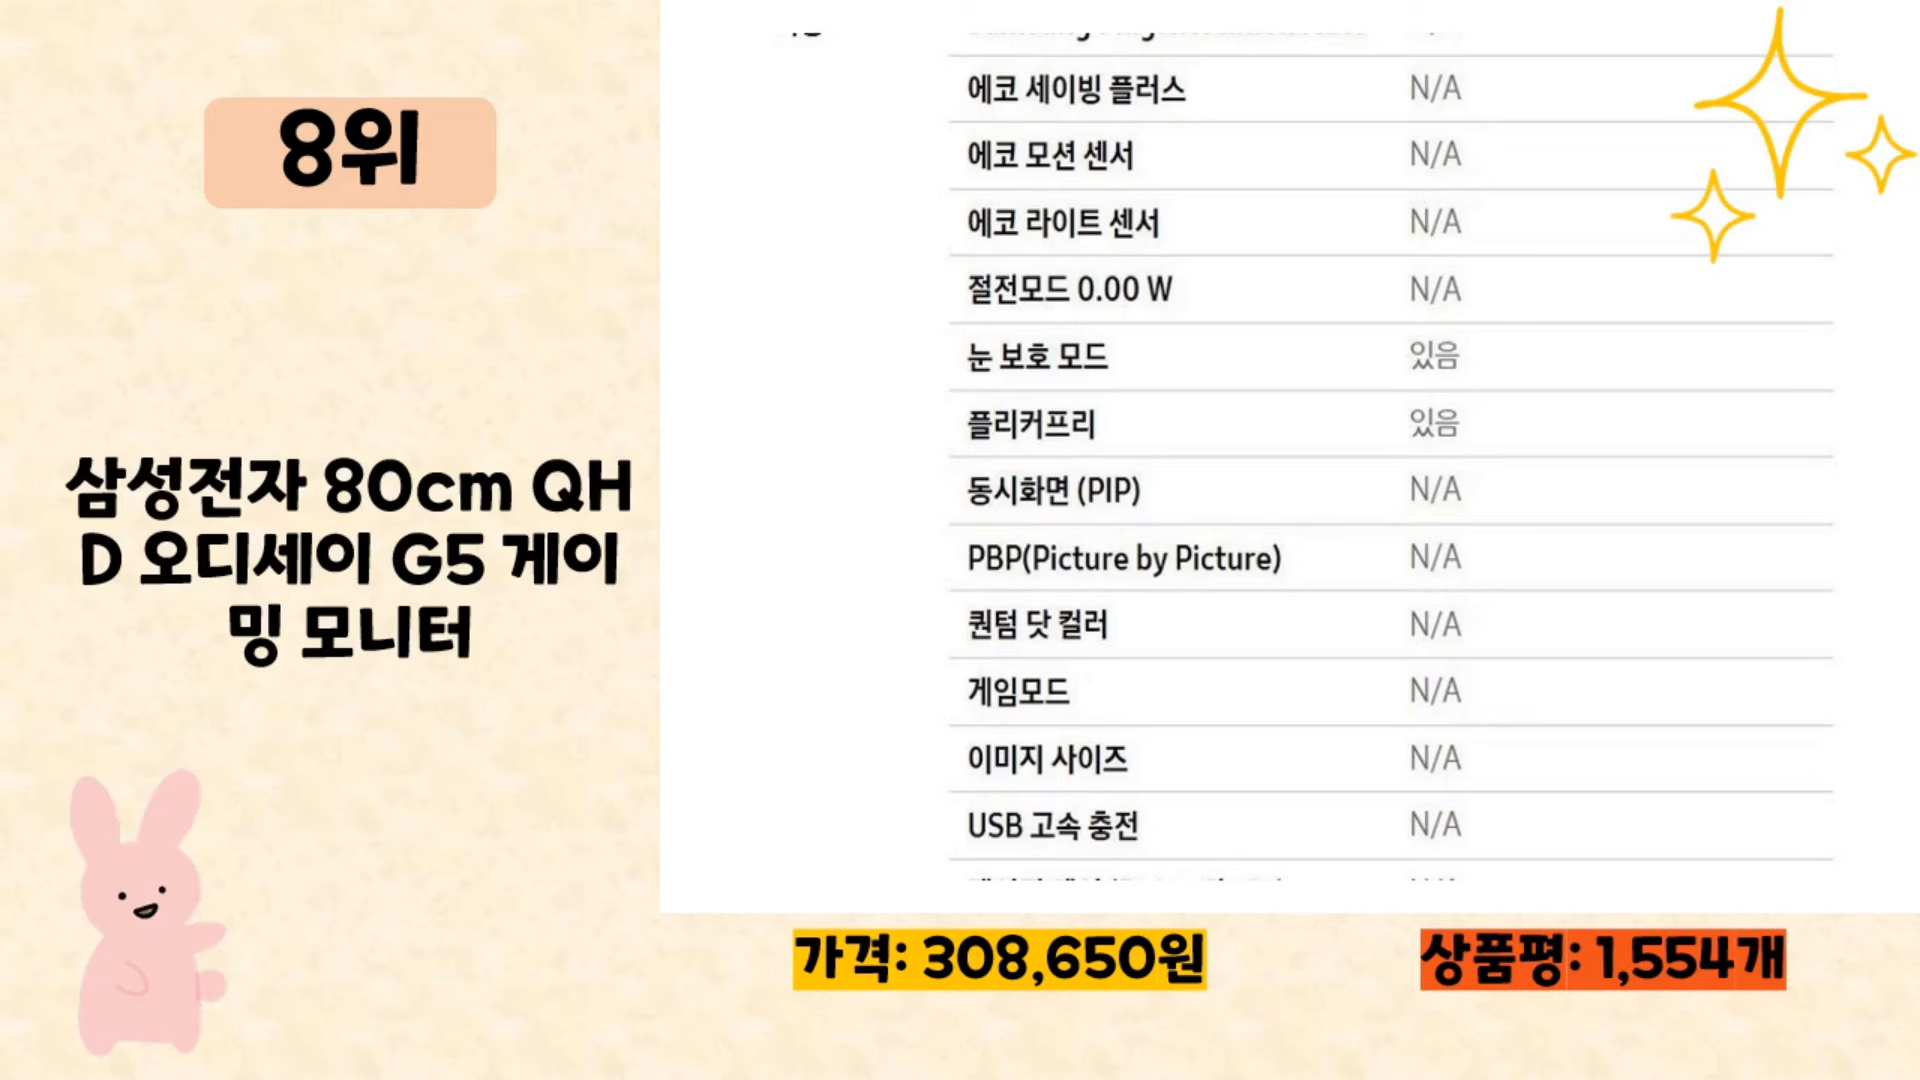 8위
삼성전자 80cm QH
D 오디세이 G5 게이
밍 모니터
에코 세이빙 플러스 N/A
에코 모션 센서 N/A
에코 라이트 센서 N/A
절전모드 0.00 W N/A
눈 보호 모드 있음
플리커프리 있음
동시화면 (PIP) N/A
PBP(Picture by Picture) N/A
퀀텀 닷 컬러 N/A
게임모드 N/A
이미지 사이즈 N/A
USB 고속 충전 N/A
가격: 308,650원
상품평: 1,554개